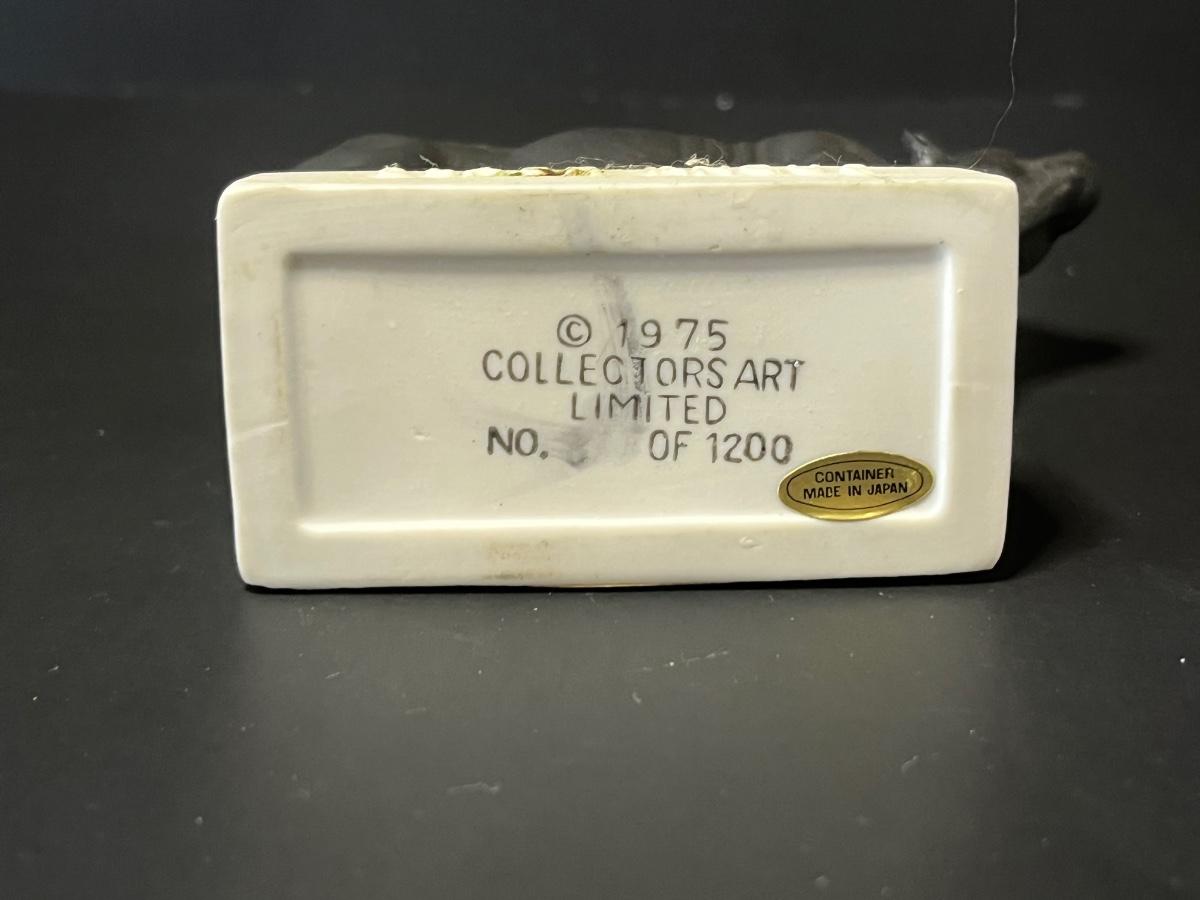 © 1975
COLLECTORS ART
LIMITED
NO. OF 1200
CONTAINER
MADE IN JAPAN